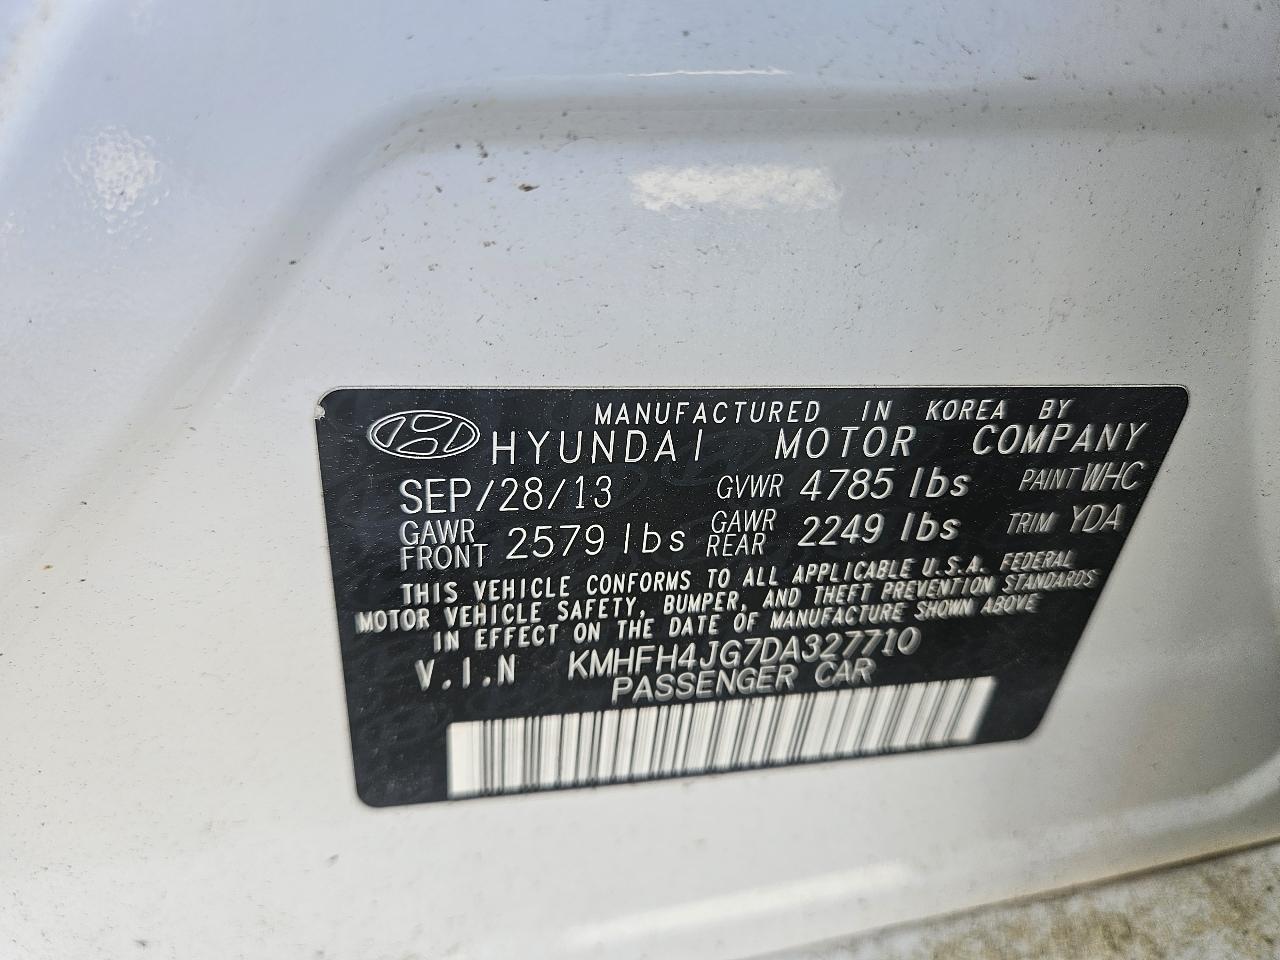 MANUFACTURED IN KOREA BY
HYUNDAI MOTOR COMPANY
SEP/28/13 GVWR 4785 lbs PAINT WHC
GAWR FRONT 2579 lbs GAWR REAR 2249 lbs TRIM YDA
THIS VEHICLE CONFORMS TO ALL APPLICABLE U.S.A. FEDERAL
MOTOR VEHICLE SAFETY, BUMPER, AND THEFT PREVENTION STANDARDS
IN EFFECT ON THE DATE OF MANUFACTURE SHOWN ABOVE
V.I.N KMHFH4JG7DA327710
PASSENGER CAR